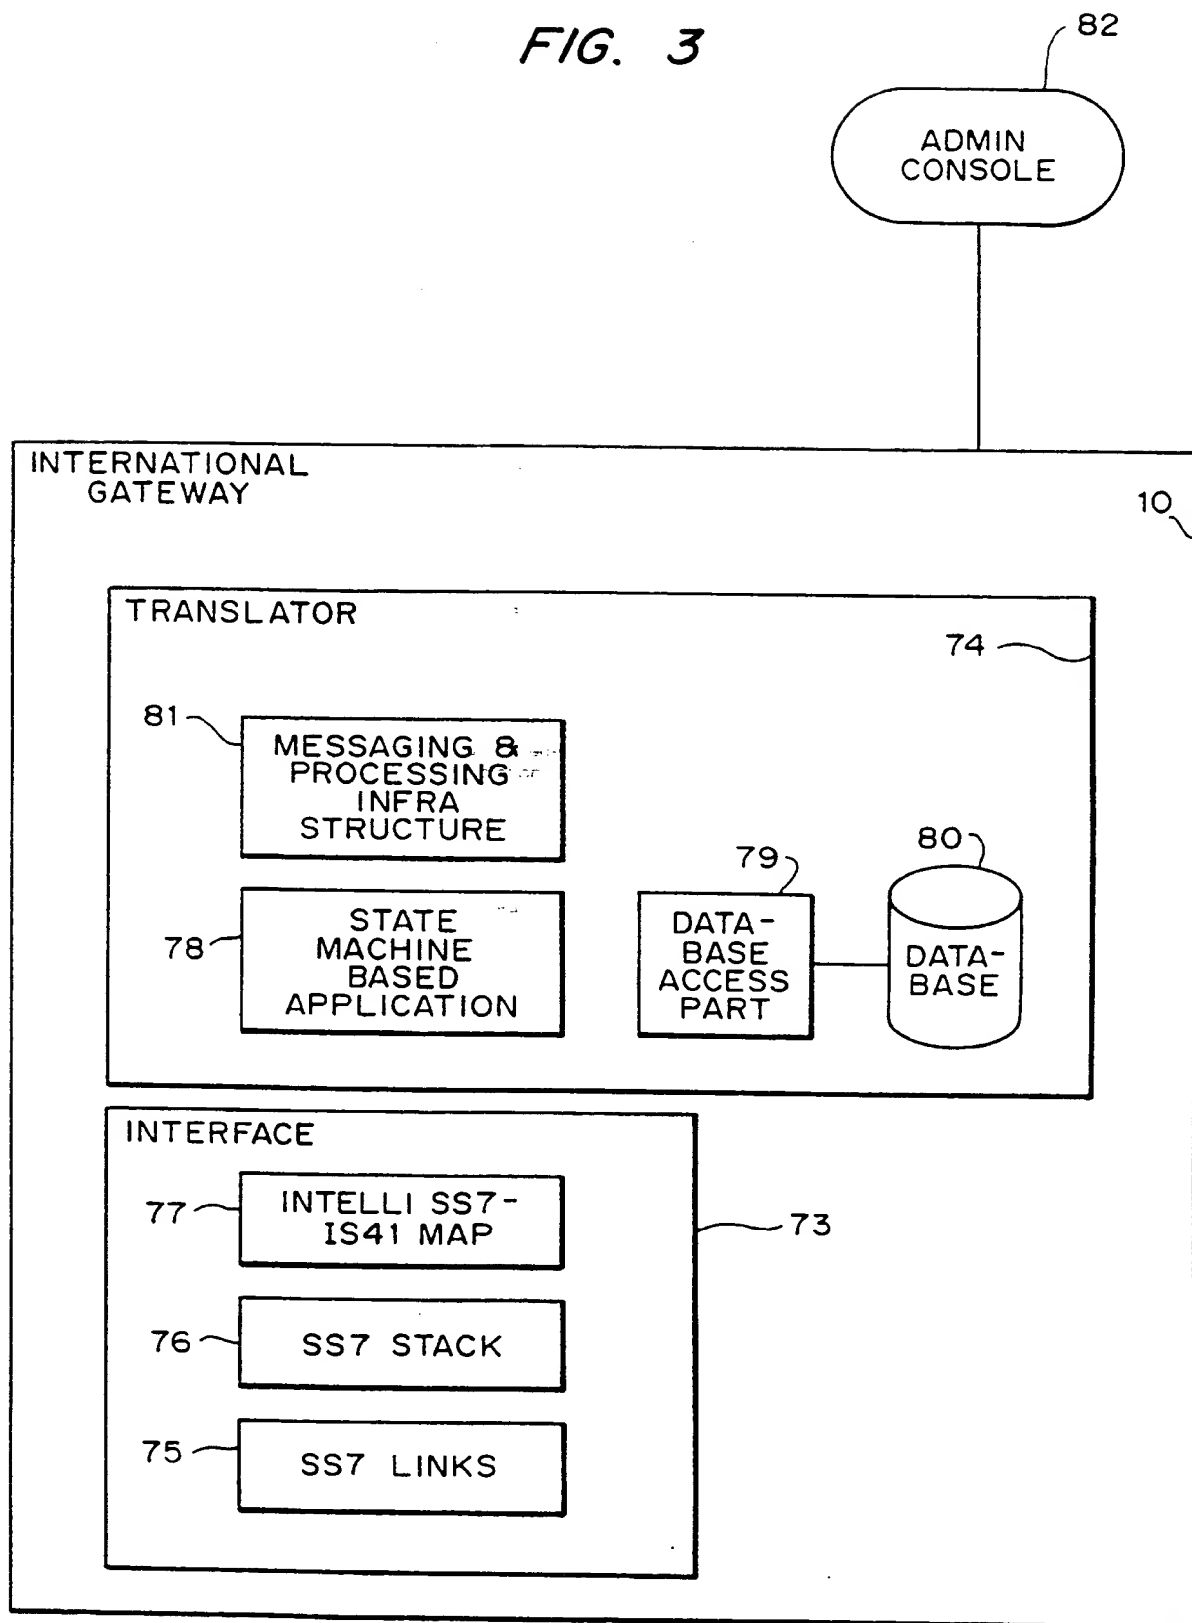 FIG. 3
82
ADMIN
CONSOLE
INTERNATIONAL
GATEWAY
10
TRANSLATOR
74
81
MESSAGING &
PROCESSING
INFRA
STRUCTURE
78
STATE
MACHINE
BASED
APPLICATION
79
DATA-
BASE
ACCESS
PART
80
DATA-
BASE
INTERFACE
77
INTELLI SS7-
IS41 MAP
73
76
SS7 STACK
75
SS7 LINKS